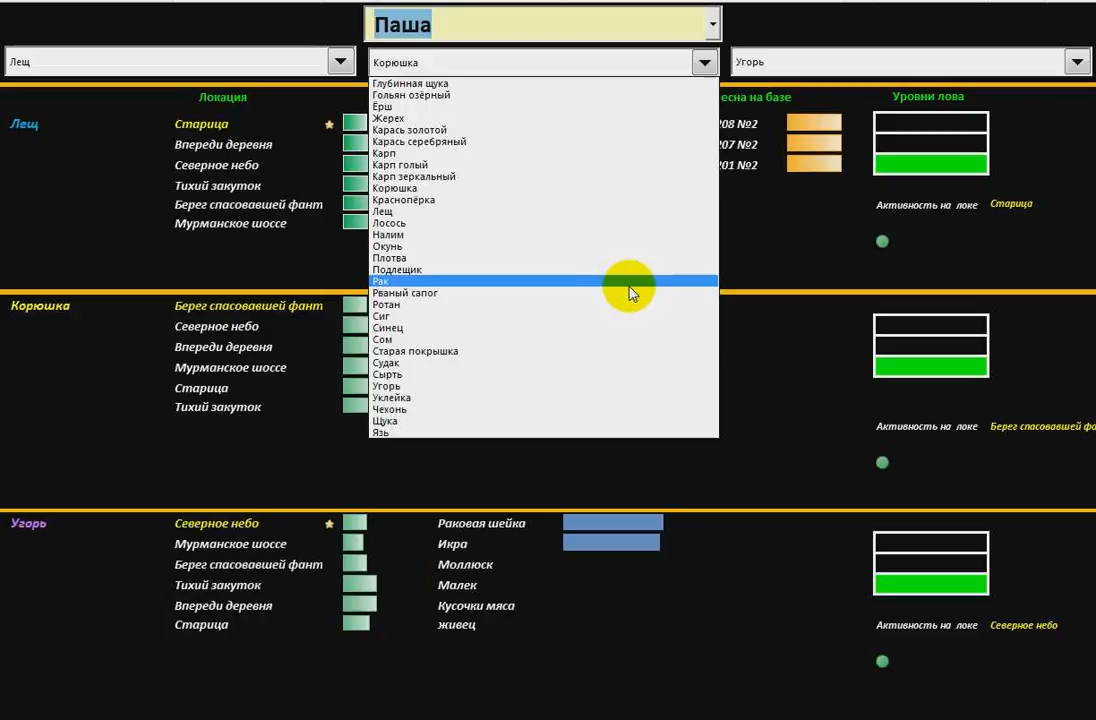 Паша
Лещ
Корюшка
Угорь
Глубинная щука
Гольян озёрный
Ёрш
Жерех
Карась золотой
Карась серебряный
Карп
Карп голый
Карп зеркальный
Корюшка
Краснопёрка
Лещ
Лосось
Налим
Окунь
Плотва
Подлещик
Рак
Рваный сапог
Ротан
Сиг
Синец
Сом
Старая покрышка
Судак
Сырть
Угорь
Уклейка
Чехонь
Щука
Язь
Локация
есна на базе
Уровни лова
Лещ
Старица
Впереди деревня
Северное небо
Тихий закуток
Берег спасовавшей фант
Мурманское шоссе
208 №2
207 №2
201 №2
Активность на локе Старица
Корюшка
Берег спасовавшей фант
Северное небо
Впереди деревня
Мурманское шоссе
Старица
Тихий закуток
Активность на локе Берег спасовавшей фа
Угорь
Северное небо
Мурманское шоссе
Берег спасовавшей фант
Тихий закуток
Впереди деревня
Старица
Раковая шейка
Икра
Моллюск
Малек
Кусочки мяса
живец
Активность на локе Северное небо